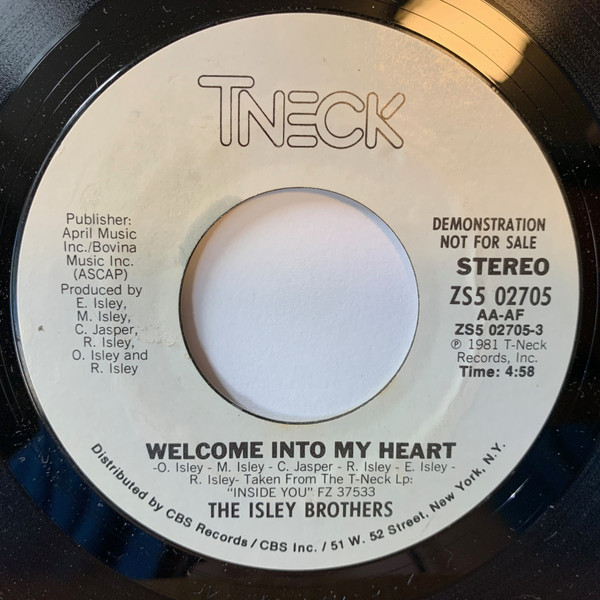 TNECK
Publisher:
April Music
Inc./Bovina
Music Inc.
(ASCAP)
Produced by
E. Isley,
M. Isley,
C. Jasper,
R. Isley,
O. Isley and
R. Isley
DEMONSTRATION
NOT FOR SALE
STEREO
ZS5 02705
AA-AF
ZS5 02705-3
℗ 1981 T-Neck
Records, Inc.
Time: 4:58
WELCOME INTO MY HEART
-O. Isley - M. Isley - C. Jasper - R. Isley - E. Isley -
R. Isley- Taken From The T-Neck Lp:
"INSIDE YOU" FZ 37533
THE ISLEY BROTHERS
Distributed by CBS Records / CBS Inc. / 51 W. 52 Street, New York, N.Y.